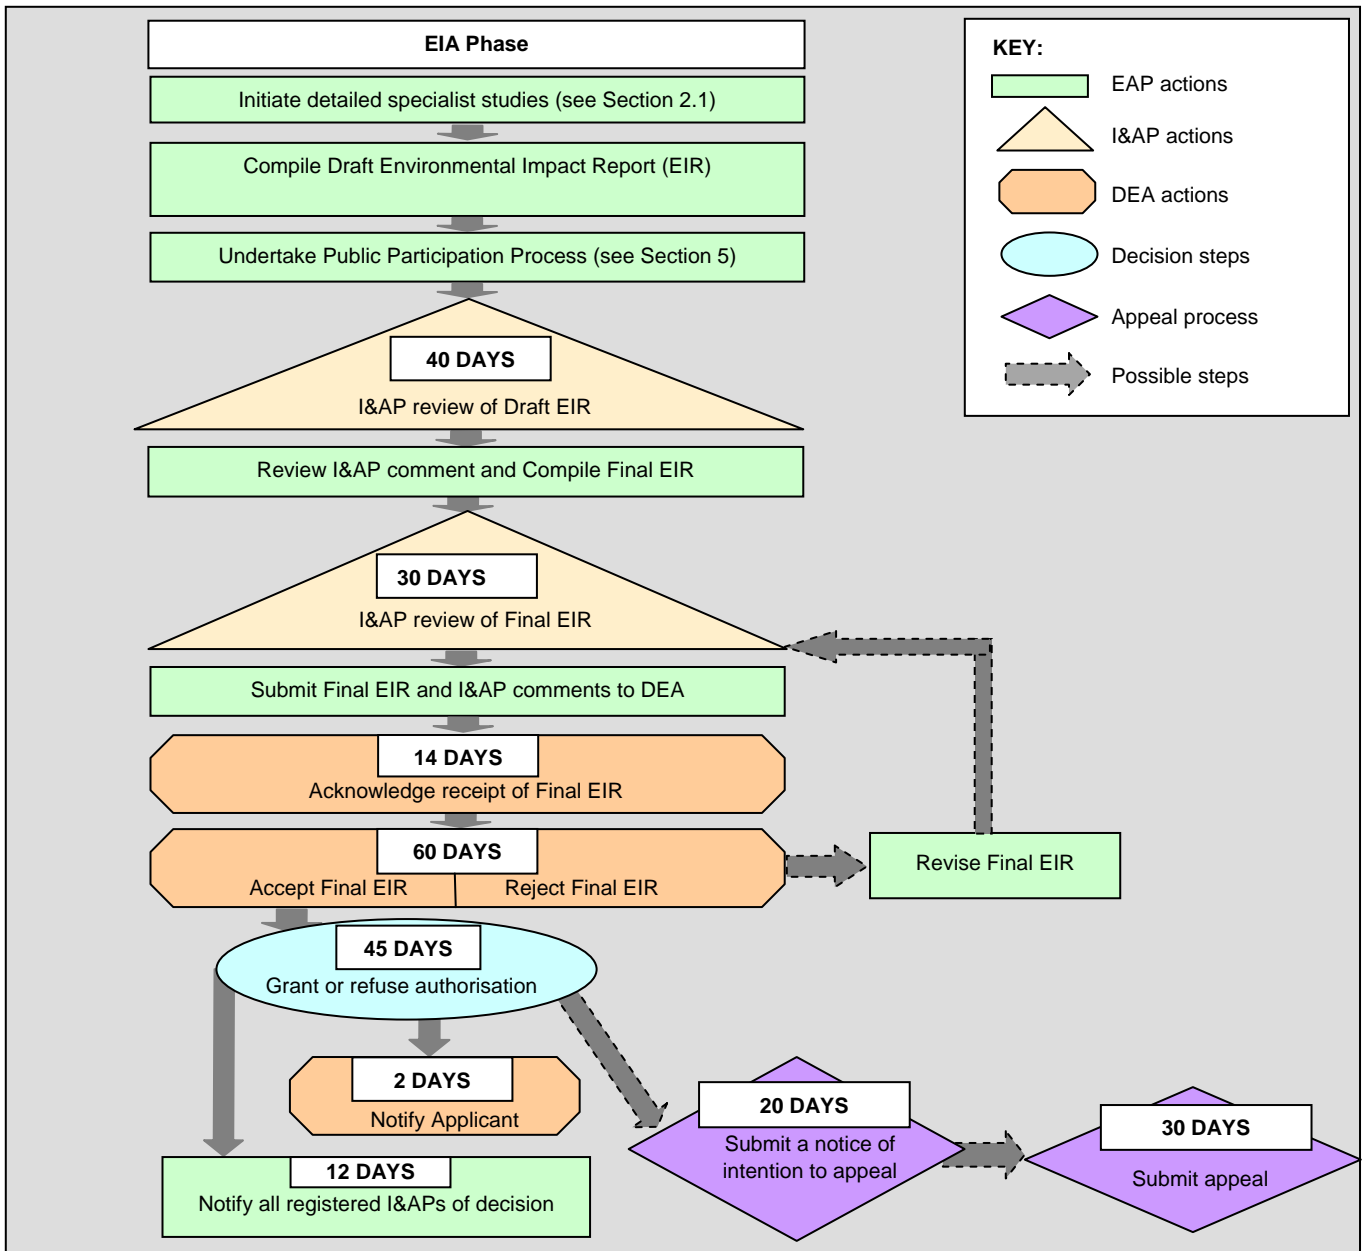 EIA Phase
Initiate detailed specialist studies (see Section 2.1)
Compile Draft Environmental Impact Report (EIR)
Undertake Public Participation Process (see Section 5)
40 DAYS
I&AP review of Draft EIR
Review I&AP comment and Compile Final EIR
30 DAYS
I&AP review of Final EIR
Submit Final EIR and I&AP comments to DEA
14 DAYS
Acknowledge receipt of Final EIR
60 DAYS
Accept Final EIR
Reject Final EIR
Revise Final EIR
45 DAYS
Grant or refuse authorisation
2 DAYS
Notify Applicant
12 DAYS
Notify all registered I&APs of decision
20 DAYS
Submit a notice of
intention to appeal
30 DAYS
Submit appeal
KEY:
EAP actions
I&AP actions
DEA actions
Decision steps
Appeal process
Possible steps